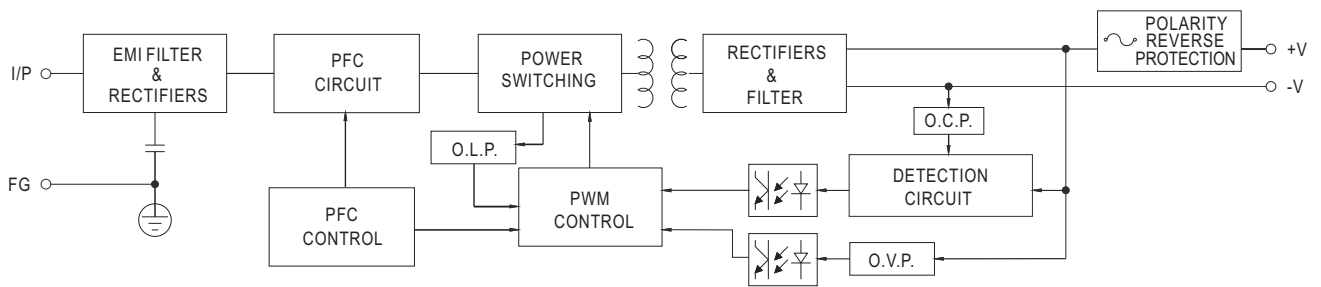 I/P
EMI FILTER
&
RECTIFIERS
PFC
CIRCUIT
POWER
SWITCHING
RECTIFIERS
&
FILTER
POLARITY
REVERSE
PROTECTION
+V
-V
O.C.P.
O.L.P.
DETECTION
CIRCUIT
FG
PFC
CONTROL
PWM
CONTROL
O.V.P.